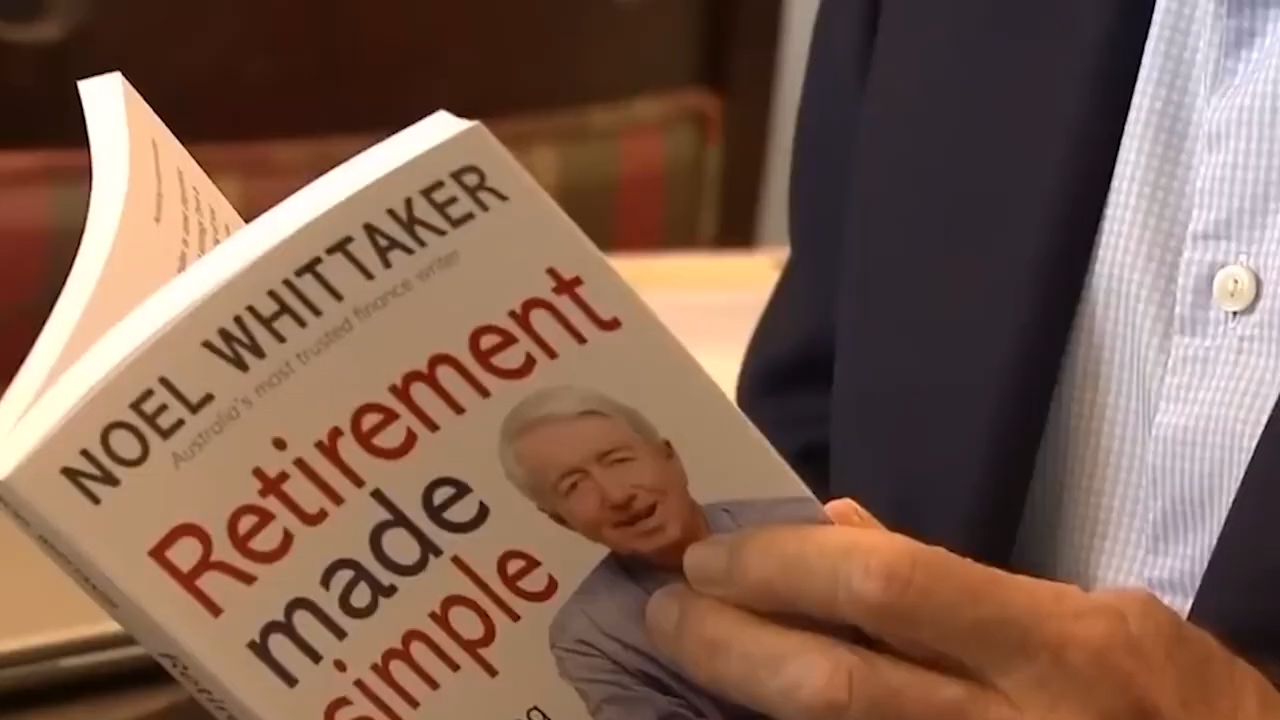 NOEL WHITTAKER
Australia's most trusted finance writer
Retirement
made
simple